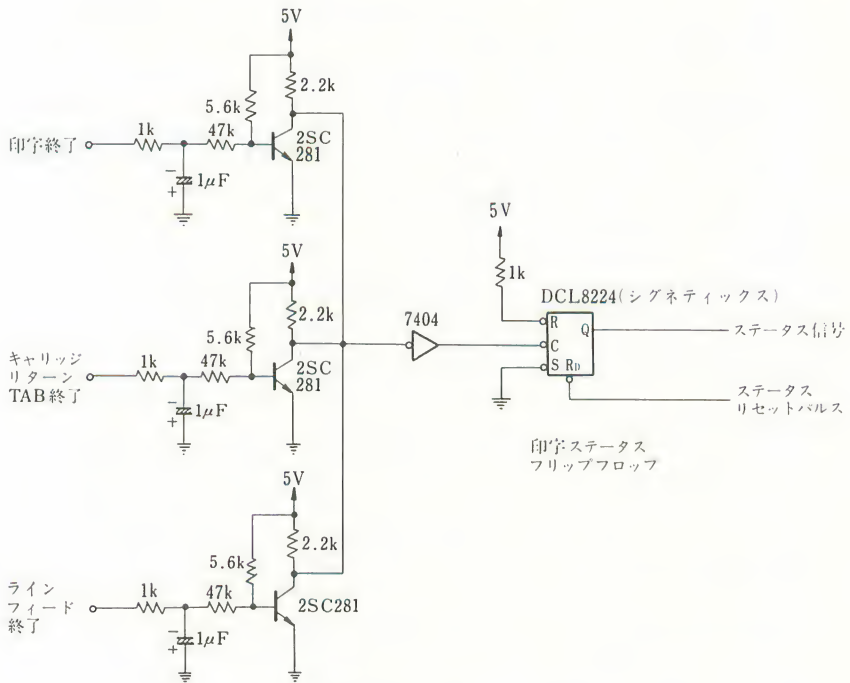 5V
2.2k
5.6k
1k
47k
2SC
281
印字終了
−
+
1μF
5V
2.2k
5.6k
キャリッジ
リターン
TAB終了
1k
47k
2SC
281
−
+
1μF
5V
2.2k
5.6k
ライン
フィード
終了
1k
47k
2SC281
−
+
1μF
7404
5V
1k
DCL8224(シグネティックス)
R
Q
C
S
RD
ステータス信号
ステータス
リセットパルス
印字ステータス
フリップフロップ